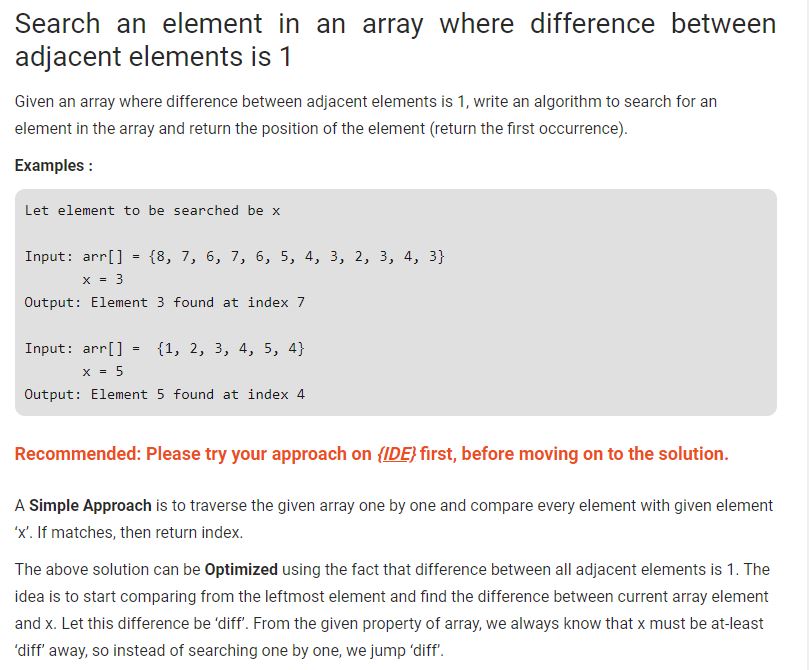 Search an element in an array where difference between
adjacent elements is 1
Given an array where difference between adjacent elements is 1, write an algorithm to search for an
element in the array and return the position of the element (return the first occurrence).
Examples :
Let element to be searched be x
Input: arr[] = {8, 7, 6, 7, 6, 5, 4, 3, 2, 3, 4, 3}
x = 3
Output: Element 3 found at index 7
Input: arr[] =  {1, 2, 3, 4, 5, 4}
x = 5
Output: Element 5 found at index 4
Recommended: Please try your approach on {IDE} first, before moving on to the solution.
A Simple Approach is to traverse the given array one by one and compare every element with given element
‘x’. If matches, then return index.
The above solution can be Optimized using the fact that difference between all adjacent elements is 1. The
idea is to start comparing from the leftmost element and find the difference between current array element
and x. Let this difference be ‘diff’. From the given property of array, we always know that x must be at-least
‘diff’ away, so instead of searching one by one, we jump ‘diff’.